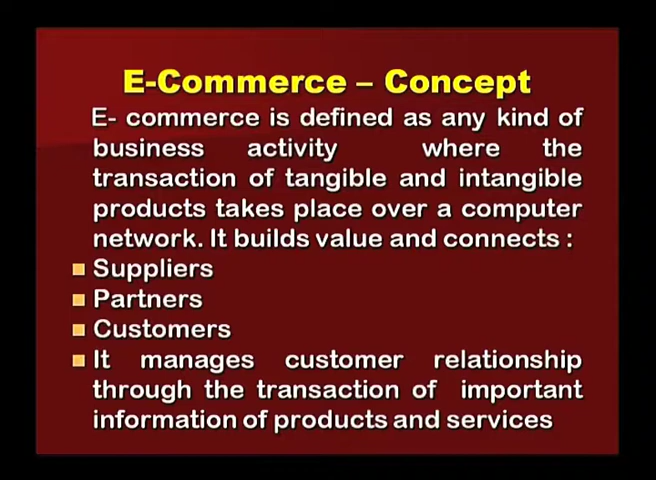 E-Commerce – Concept
E- commerce is defined as any kind of
business activity where the
transaction of tangible and intangible
products takes place over a computer
network. It builds value and connects :
Suppliers
Partners
Customers
It manages customer relationship
through the transaction of important
information of products and services